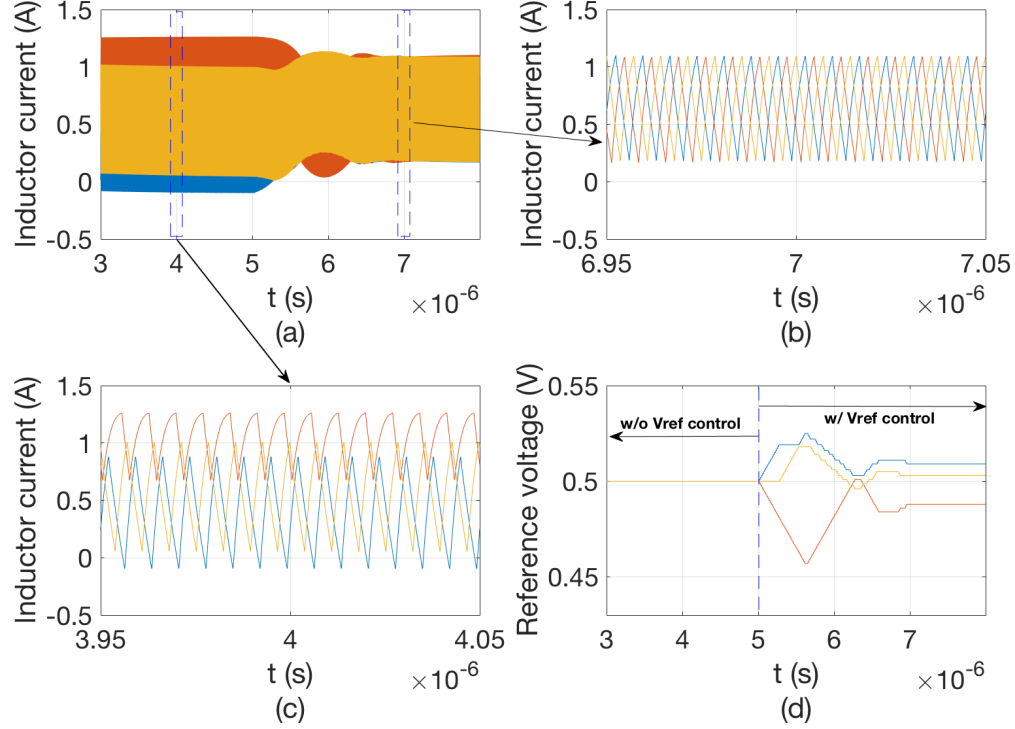 Inductor current (A)
1.5
1
0.5
0
-0.5
3
4
5
6
7
t (s)
×10⁻⁶
(a)
Inductor current (A)
1.5
1
0.5
0
-0.5
6.95
7
7.05
t (s)
×10⁻⁶
(b)
Inductor current (A)
1.5
1
0.5
0
-0.5
3.95
4
4.05
t (s)
×10⁻⁶
(c)
Reference voltage (V)
0.55
0.5
0.45
w/o Vref control
w/ Vref control
3
4
5
6
7
t (s)
×10⁻⁶
(d)